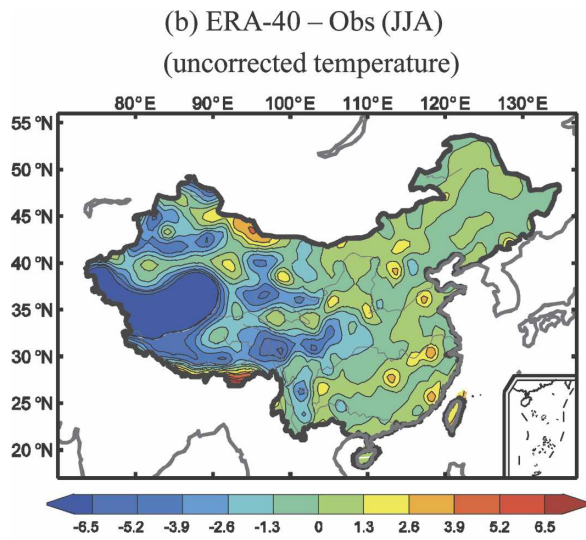 (b) ERA-40 – Obs (JJA)
(uncorrected temperature)
80°E 90°E 100°E 110°E 120°E 130°E
55 °N
50 °N
45 °N
40 °N
35 °N
30 °N
25 °N
20 °N
-6.5 -5.2 -3.9 -2.6 -1.3 0 1.3 2.6 3.9 5.2 6.5